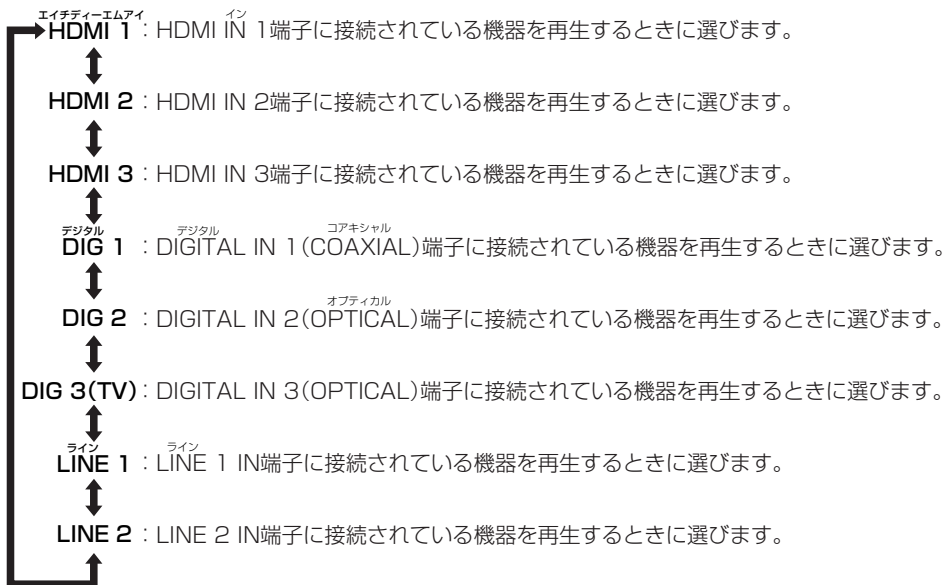 エイチディーエムアイ イン
HDMI 1：HDMI IN 1端子に接続されている機器を再生するときに選びます。
HDMI 2：HDMI IN 2端子に接続されている機器を再生するときに選びます。
HDMI 3：HDMI IN 3端子に接続されている機器を再生するときに選びます。
デジタル デジタル コアキシャル
DIG 1：DIGITAL IN 1（COAXIAL）端子に接続されている機器を再生するときに選びます。
オプティカル
DIG 2：DIGITAL IN 2（OPTICAL）端子に接続されている機器を再生するときに選びます。
DIG 3（TV）：DIGITAL IN 3（OPTICAL）端子に接続されている機器を再生するときに選びます。
ライン ライン
LINE 1：LINE 1 IN端子に接続されている機器を再生するときに選びます。
LINE 2：LINE 2 IN端子に接続されている機器を再生するときに選びます。